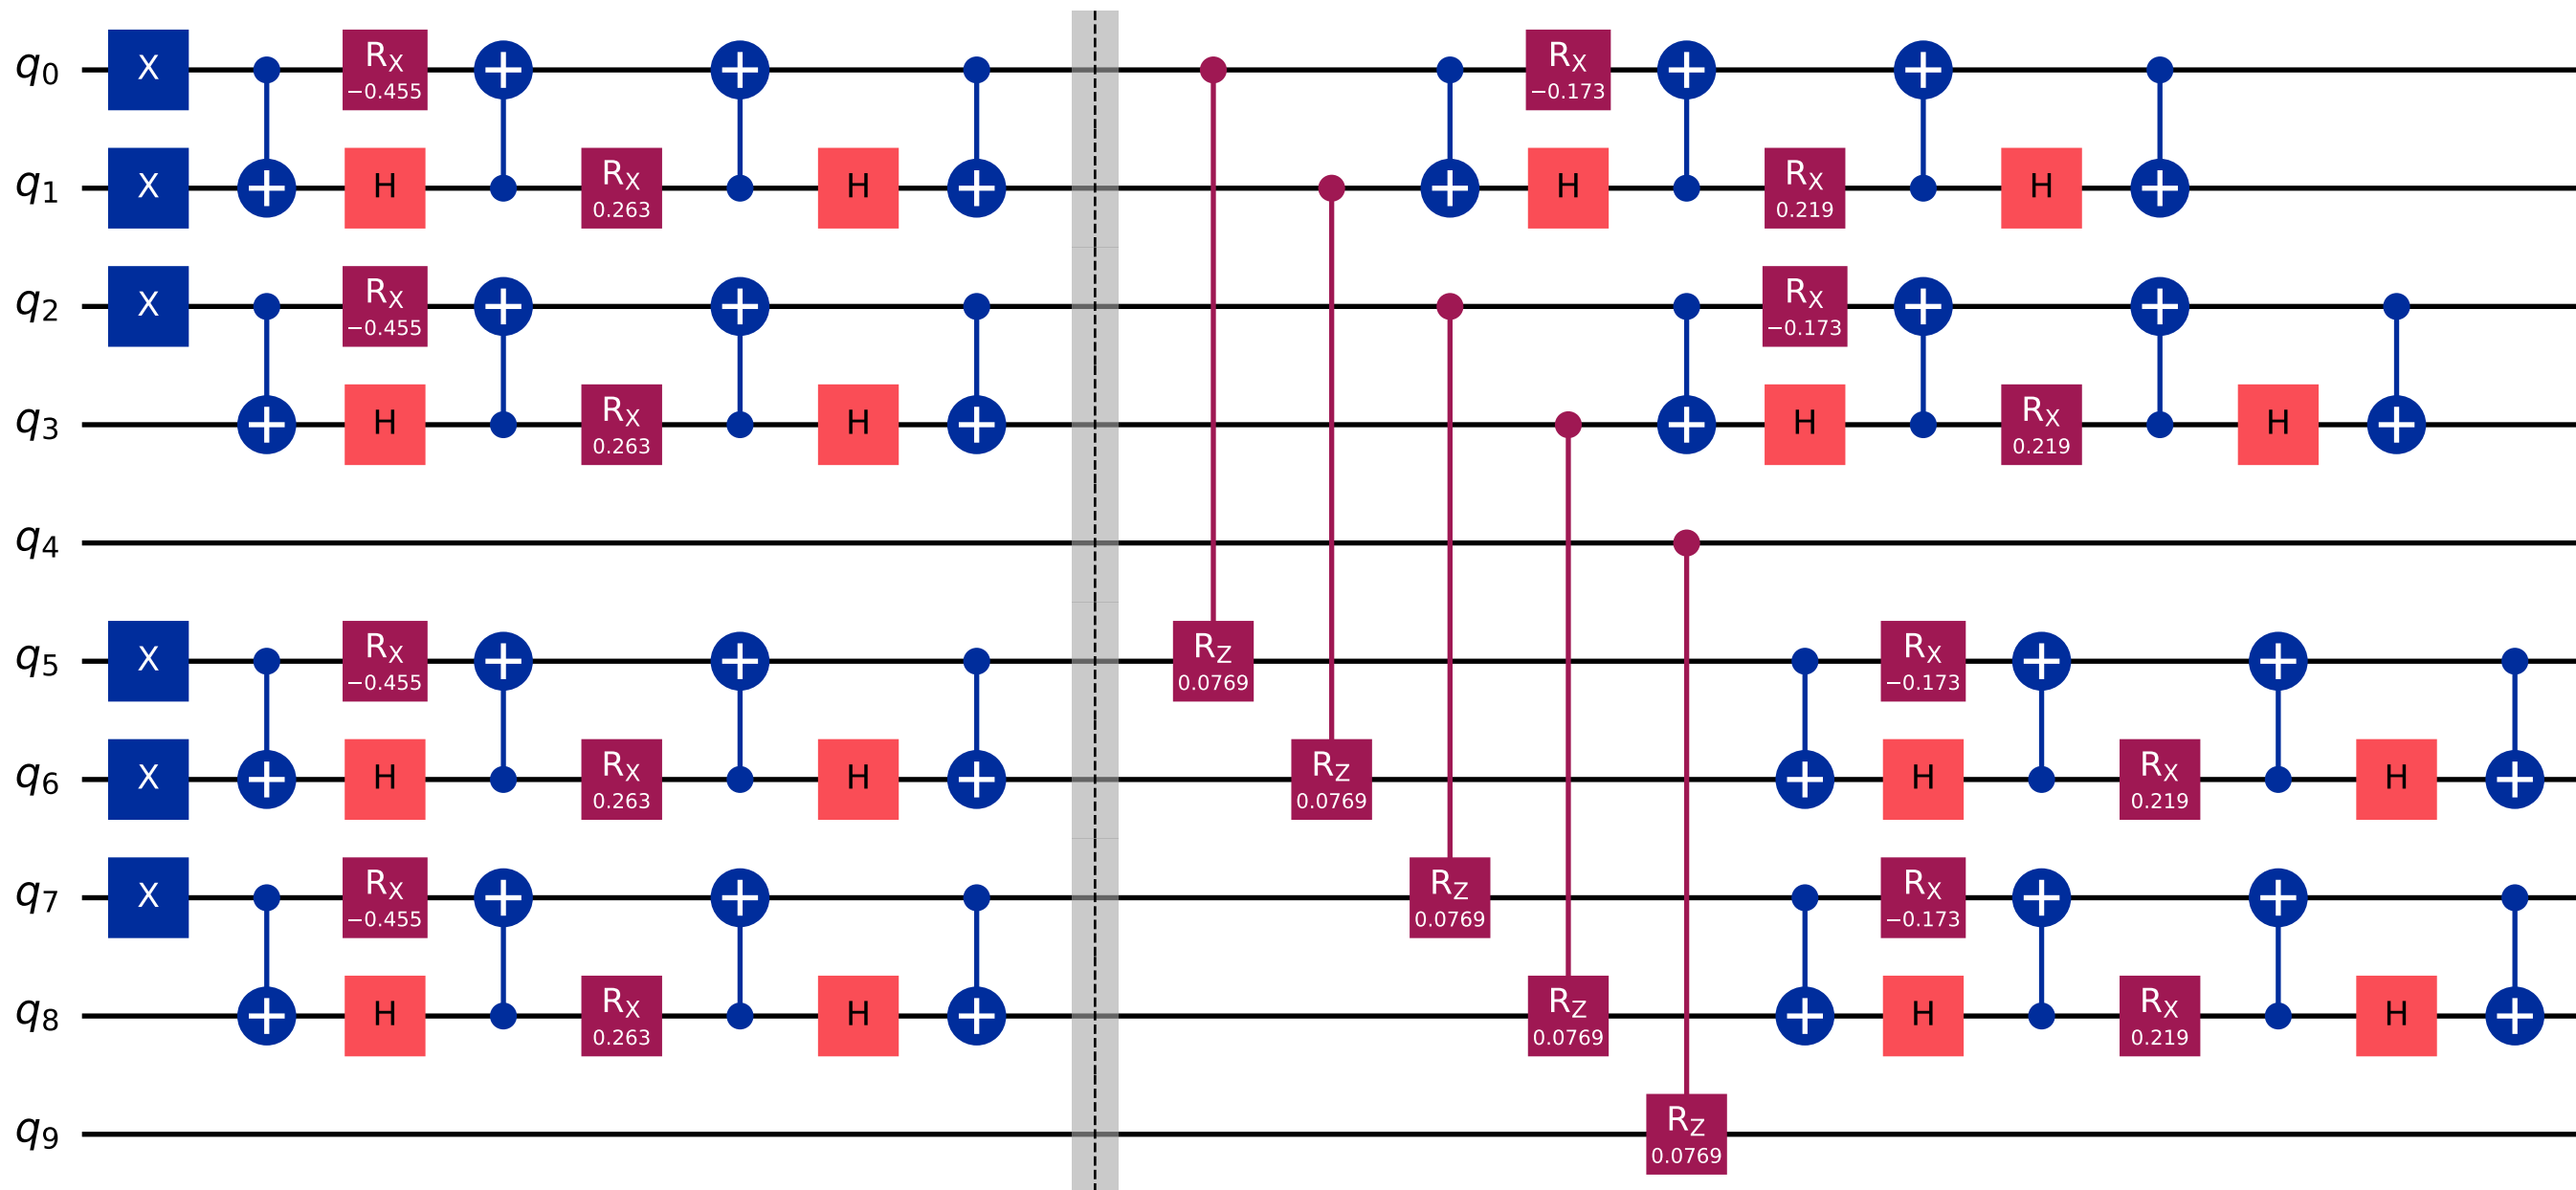 q0 X RX −0.455 RX −0.173
q1 X H RX 0.263 H H RX 0.219 H
q2 X RX −0.455 RX −0.173
q3 H RX 0.263 H H RX 0.219 H
q4
q5 X RX −0.455 RZ 0.0769 RX −0.173
q6 X H RX 0.263 H RZ 0.0769 H RX 0.219 H
q7 X RX −0.455 RZ 0.0769 RX −0.173
q8 H RX 0.263 H RZ 0.0769 H RX 0.219 H
q9 RZ 0.0769